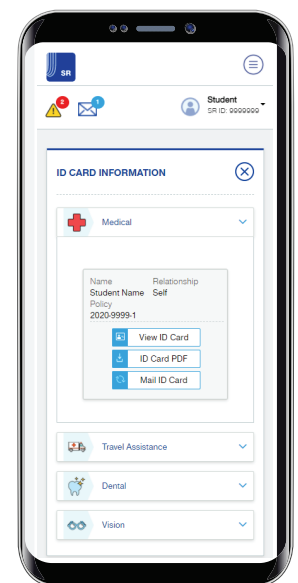 SR
2
1
Student
SR ID: 9999999
ID CARD INFORMATION
Medical
Name Relationship
Student Name Self
Policy
2020-9999-1
View ID Card
ID Card PDF
Mail ID Card
Travel Assistance
Dental
Vision